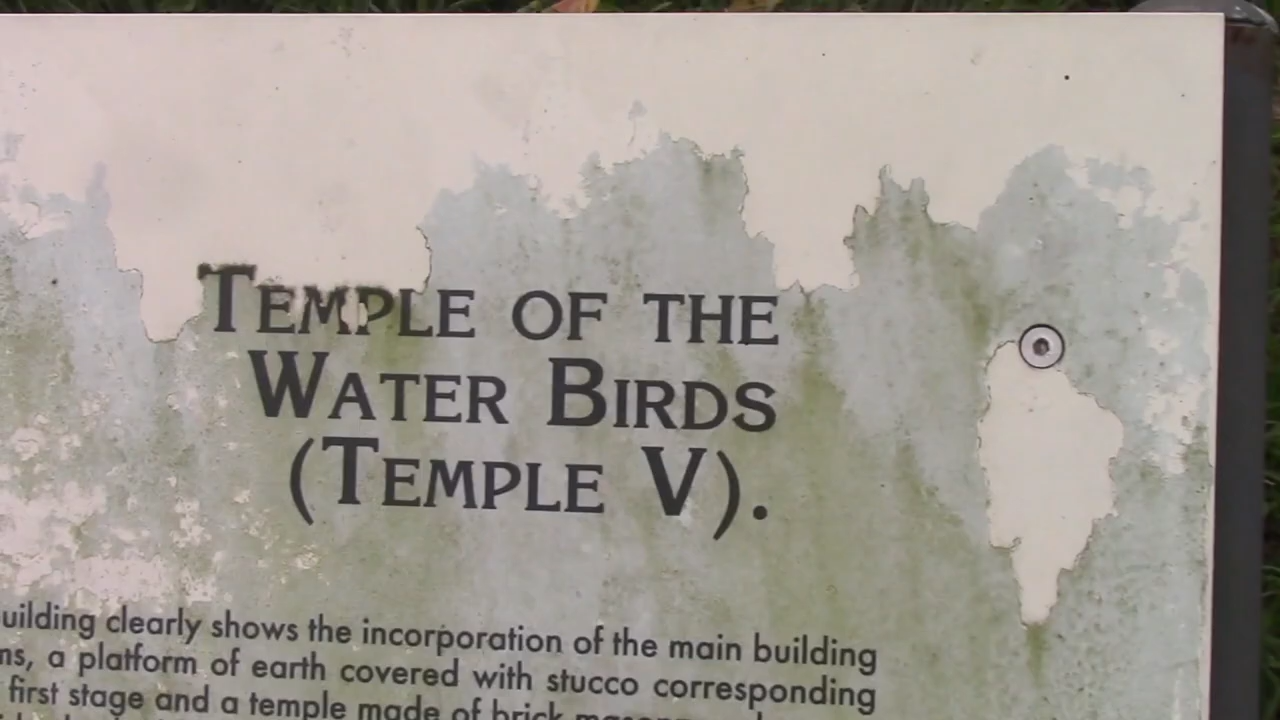 TEMPLE OF THE
WATER BIRDS
(TEMPLE V).
uilding clearly shows the incorporation of the main building
ns, a platform of earth covered with stucco corresponding
first stage and a temple made of brick